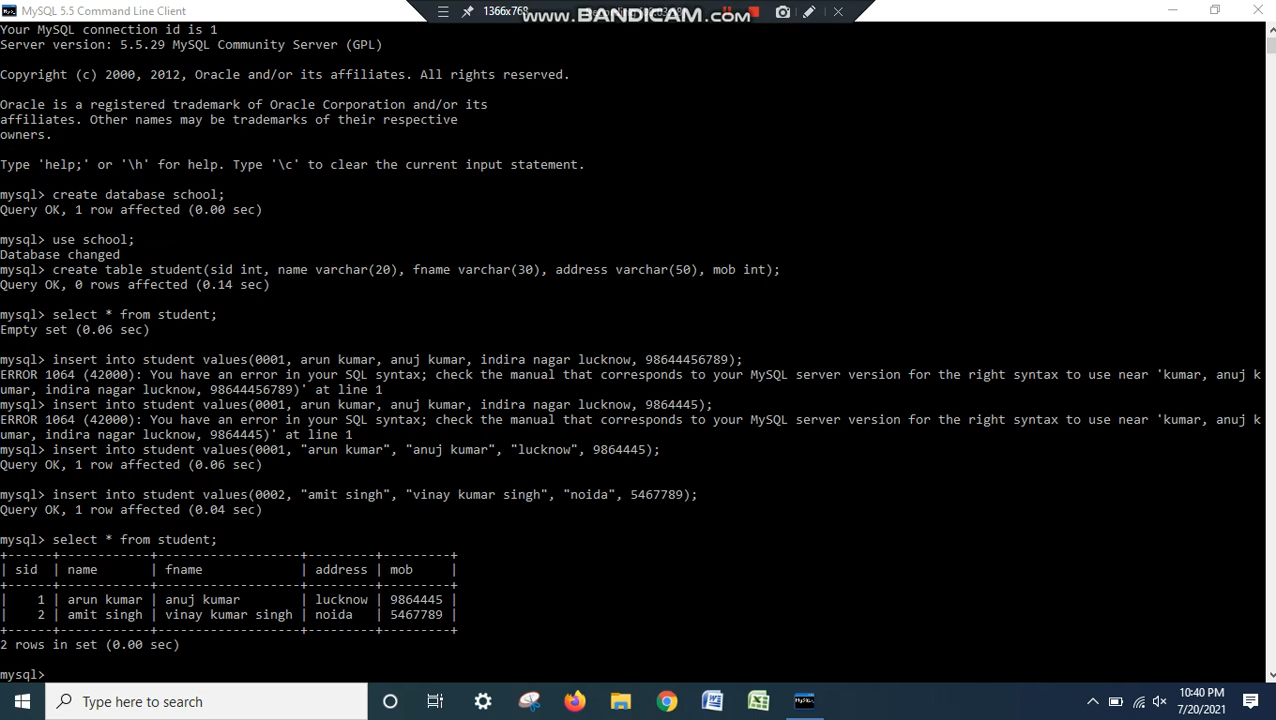 MySQL 5.5 Command Line Client
1366x768
www.BANDICAM.com
Your MySQL connection id is 1
Server version: 5.5.29 MySQL Community Server (GPL)
Copyright (c) 2000, 2012, Oracle and/or its affiliates. All rights reserved.
Oracle is a registered trademark of Oracle Corporation and/or its
affiliates. Other names may be trademarks of their respective
owners.
Type 'help;' or '\h' for help. Type '\c' to clear the current input statement.
mysql> create database school;
Query OK, 1 row affected (0.00 sec)
mysql> use school;
Database changed
mysql> create table student(sid int, name varchar(20), fname varchar(30), address varchar(50), mob int);
Query OK, 0 rows affected (0.14 sec)
mysql> select * from student;
Empty set (0.06 sec)
mysql> insert into student values(0001, arun kumar, anuj kumar, indira nagar lucknow, 98644456789);
ERROR 1064 (42000): You have an error in your SQL syntax; check the manual that corresponds to your MySQL server version for the right syntax to use near 'kumar, anuj k
umar, indira nagar lucknow, 98644456789)' at line 1
mysql> insert into student values(0001, arun kumar, anuj kumar, indira nagar lucknow, 9864445);
ERROR 1064 (42000): You have an error in your SQL syntax; check the manual that corresponds to your MySQL server version for the right syntax to use near 'kumar, anuj k
umar, indira nagar lucknow, 9864445)' at line 1
mysql> insert into student values(0001, "arun kumar", "anuj kumar", "lucknow", 9864445);
Query OK, 1 row affected (0.06 sec)
mysql> insert into student values(0002, "amit singh", "vinay kumar singh", "noida", 5467789);
Query OK, 1 row affected (0.04 sec)
mysql> select * from student;
+------+------------+-------------------+---------+---------+
| sid | name | fname | address | mob |
+------+------------+-------------------+---------+---------+
| 1 | arun kumar | anuj kumar | lucknow | 9864445 |
| 2 | amit singh | vinay kumar singh | noida | 5467789 |
+------+------------+-------------------+---------+---------+
2 rows in set (0.00 sec)
mysql>
Type here to search
10:40 PM
7/20/2021